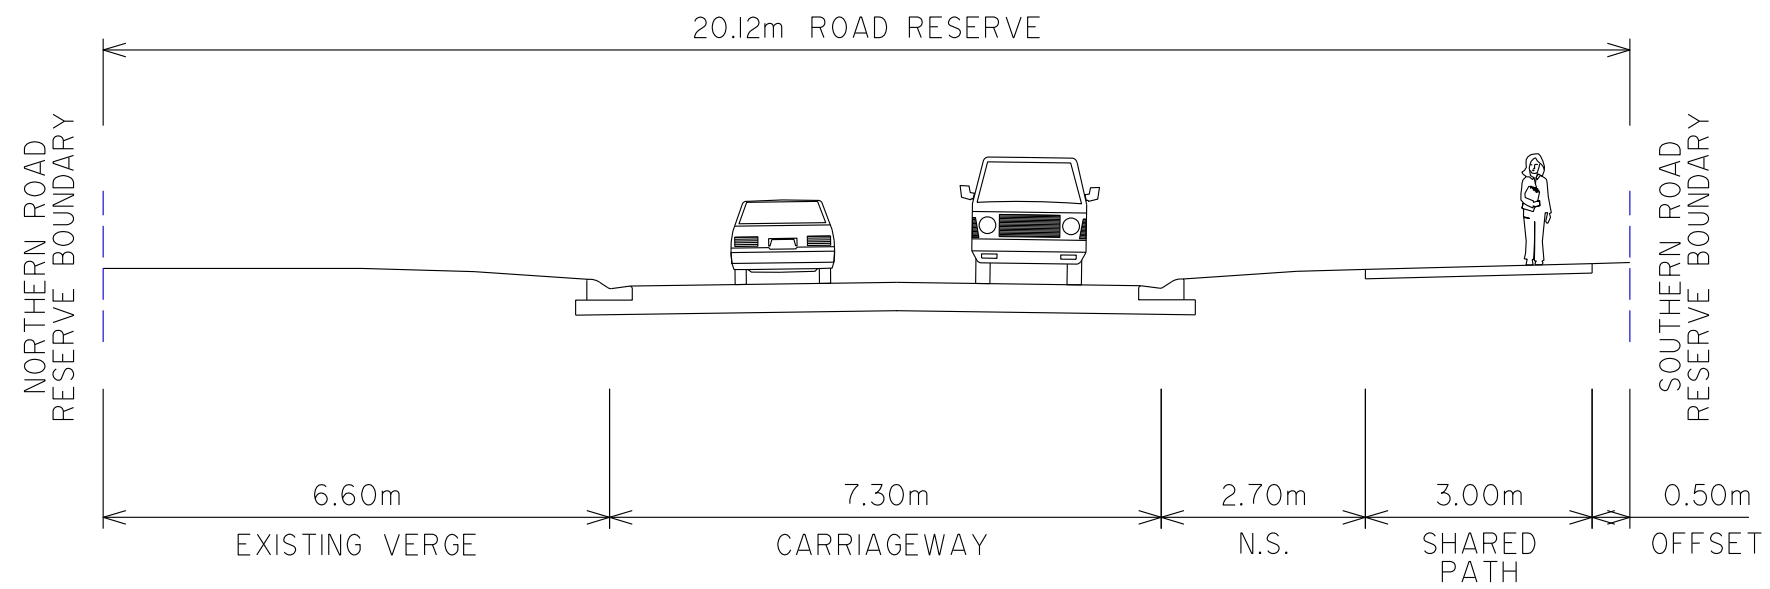 20.12m ROAD RESERVE
NORTHERN ROAD
RESERVE BOUNDARY
SOUTHERN ROAD
RESERVE BOUNDARY
6.60m
EXISTING VERGE
7.30m
CARRIAGEWAY
2.70m
N.S.
3.00m
SHARED
PATH
0.50m
OFFSET